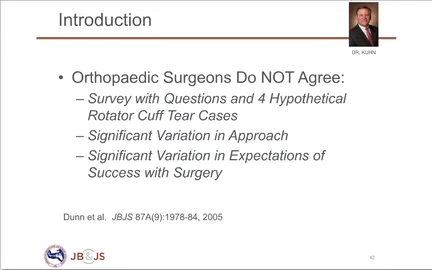 Introduction
DR. KUHN
• Orthopaedic Surgeons Do NOT Agree:
– Survey with Questions and 4 Hypothetical
Rotator Cuff Tear Cases
– Significant Variation in Approach
– Significant Variation in Expectations of
Success with Surgery
Dunn et al. JBJS 87A(9):1978-84, 2005
JB&JS
42